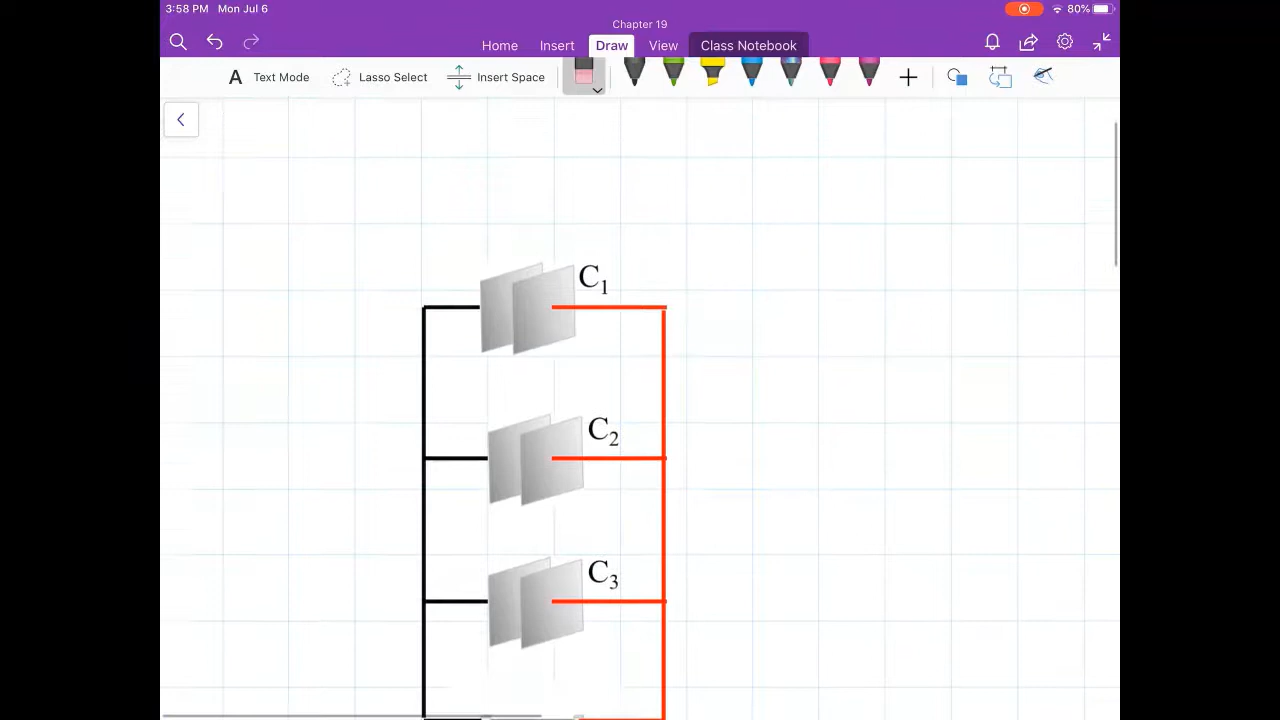 3:58 PM Mon Jul 6
80%
Chapter 19
Home Insert Draw View Class Notebook
A Text Mode Lasso Select Insert Space
C1
C2
C3